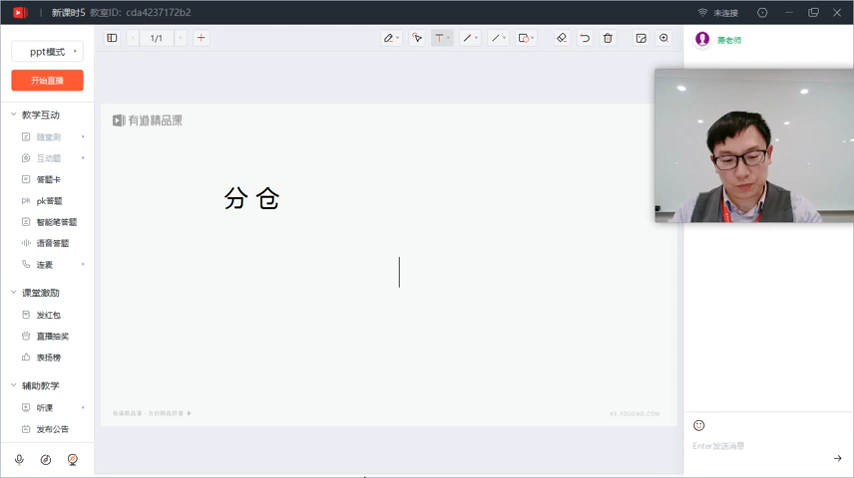 新课时5 教室ID: cda4237172b2
未连接
ppt模式
开始直播
1/1
T
教学互动
随堂测
互动题
答题卡
pk答题
智能笔答题
语音答题
连麦
课堂激励
发红包
直播抽奖
表扬榜
辅助教学
听课
发布公告
有道精品课
分 仓
KE.YOUDAO.COM
Enter发送消息